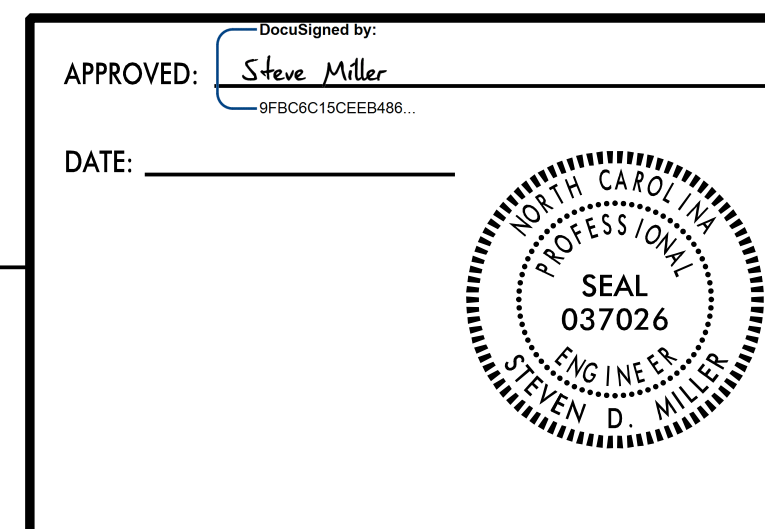 DocuSigned by:
APPROVED: Steve Miller
9FBC6C15CEEB486...
DATE:
NORTH CAROLINA
PROFESSIONAL
SEAL
037026
ENGINEER
STEVEN D. MILLER